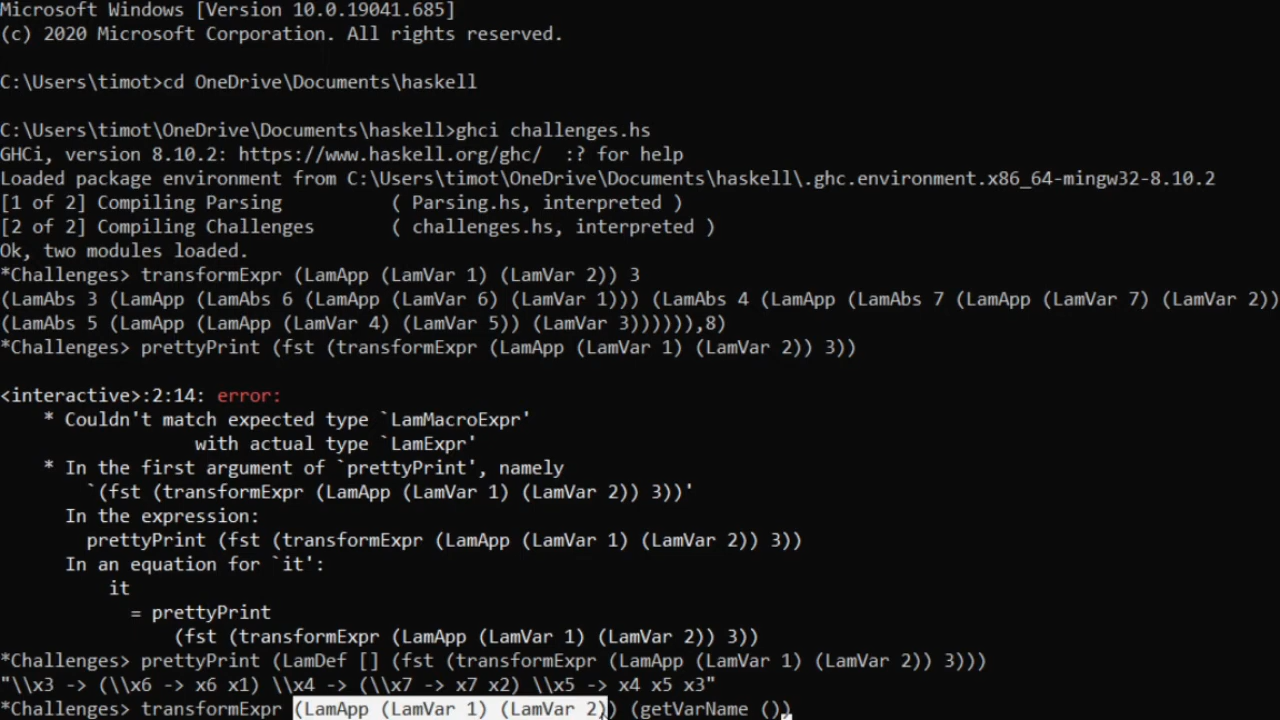 Microsoft Windows [Version 10.0.19041.685]
(c) 2020 Microsoft Corporation. All rights reserved.
C:\Users\timot>cd OneDrive\Documents\haskell
C:\Users\timot\OneDrive\Documents\haskell>ghci challenges.hs
GHCi, version 8.10.2: https://www.haskell.org/ghc/  :? for help
Loaded package environment from C:\Users\timot\OneDrive\Documents\haskell\.ghc.environment.x86_64-mingw32-8.10.2
[1 of 2] Compiling Parsing          ( Parsing.hs, interpreted )
[2 of 2] Compiling Challenges       ( challenges.hs, interpreted )
Ok, two modules loaded.
*Challenges> transformExpr (LamApp (LamVar 1) (LamVar 2)) 3
(LamAbs 3 (LamApp (LamAbs 6 (LamApp (LamVar 6) (LamVar 1))) (LamAbs 4 (LamApp (LamAbs 7 (LamApp (LamVar 7) (LamVar 2)))
(LamAbs 5 (LamApp (LamApp (LamVar 4) (LamVar 5)) (LamVar 3)))))),8)
*Challenges> prettyPrint (fst (transformExpr (LamApp (LamVar 1) (LamVar 2)) 3))
<interactive>:2:14: error:
    * Couldn't match expected type `LamMacroExpr'
                  with actual type `LamExpr'
    * In the first argument of `prettyPrint', namely
        `(fst (transformExpr (LamApp (LamVar 1) (LamVar 2)) 3))'
      In the expression:
        prettyPrint (fst (transformExpr (LamApp (LamVar 1) (LamVar 2)) 3))
      In an equation for `it':
          it
            = prettyPrint
                (fst (transformExpr (LamApp (LamVar 1) (LamVar 2)) 3))
*Challenges> prettyPrint (LamDef [] (fst (transformExpr (LamApp (LamVar 1) (LamVar 2)) 3)))
"\\x3 -> (\\x6 -> x6 x1) \\x4 -> (\\x7 -> x7 x2) \\x5 -> x4 x5 x3"
*Challenges> transformExpr (LamApp (LamVar 1) (LamVar 2)) (getVarName ())